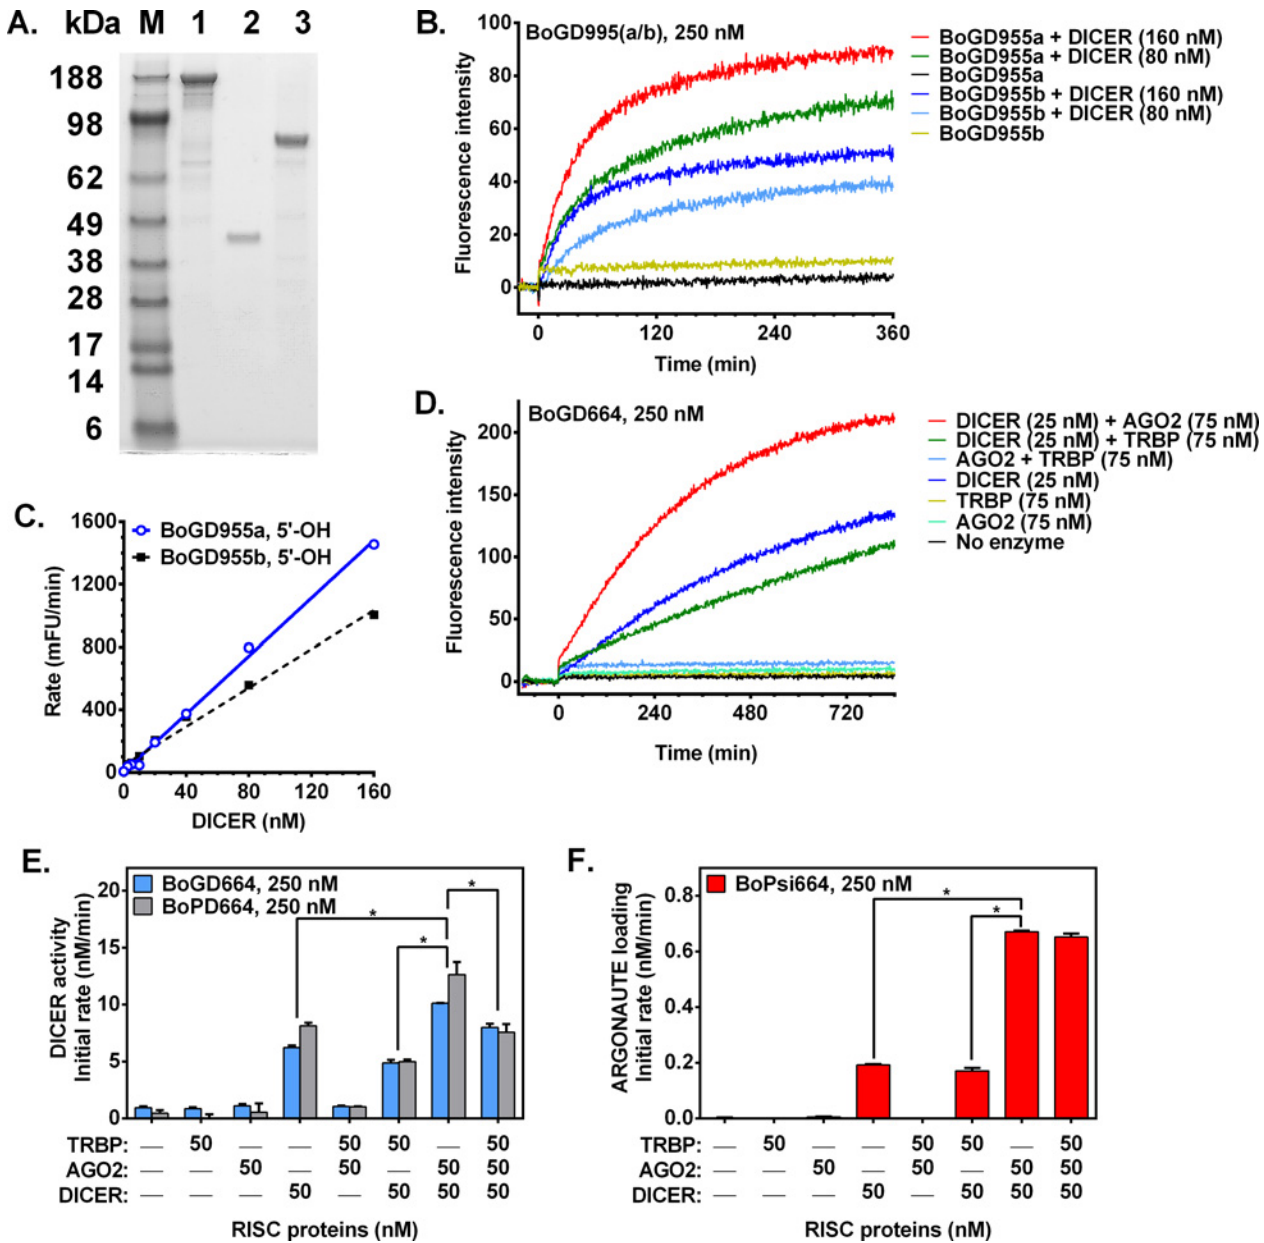 A. kDa M 1 2 3
188
98
62
49
38
28
17
14
6
B.
BoGD995(a/b), 250 nM
Fluorescence intensity
100
80
60
40
20
0
0 120 240 360
Time (min)
BoGD955a + DICER (160 nM)
BoGD955a + DICER (80 nM)
BoGD955a
BoGD955b + DICER (160 nM)
BoGD955b + DICER (80 nM)
BoGD955b
C.
Rate (mFU/min)
1600
1200
800
400
0
0 40 80 120 160
DICER (nM)
BoGD955a, 5'-OH
BoGD955b, 5'-OH
D.
BoGD664, 250 nM
Fluorescence intensity
200
150
100
50
0
0 240 480 720
Time (min)
DICER (25 nM) + AGO2 (75 nM)
DICER (25 nM) + TRBP (75 nM)
AGO2 + TRBP (75 nM)
DICER (25 nM)
TRBP (75 nM)
AGO2 (75 nM)
No enzyme
E.
BoGD664, 250 nM
BoPD664, 250 nM
DICER activity
Initial rate (nM/min)
20
15
10
5
0
* * *
TRBP: — 50 — — 50 50 — 50
AGO2: — — 50 — 50 — 50 50
DICER: — — — 50 — 50 50 50
RISC proteins (nM)
F.
BoPsi664, 250 nM
ARGONAUTE loading
Initial rate (nM/min)
0.8
0.6
0.4
0.2
0.0
* *
TRBP: — 50 — — 50 50 — 50
AGO2: — — 50 — 50 — 50 50
DICER: — — — 50 — 50 50 50
RISC proteins (nM)